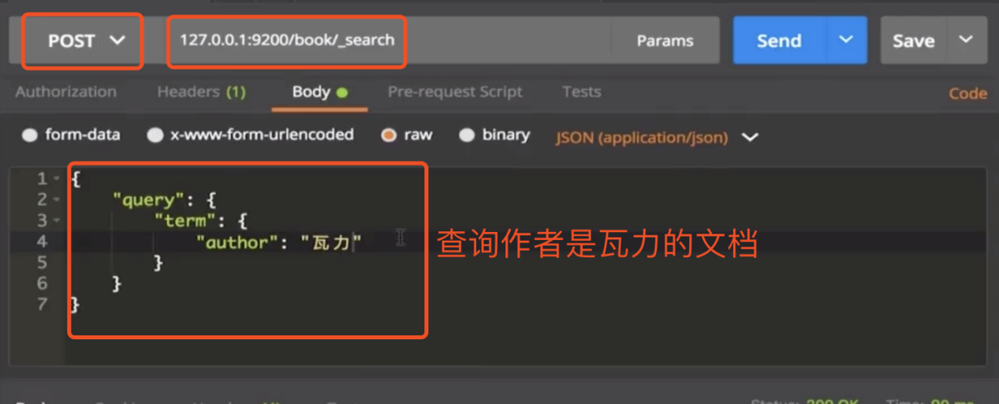 POST 127.0.0.1:9200/book/_search Params Send Save
Authorization Headers (1) Body Pre-request Script Tests Code
form-data x-www-form-urlencoded raw binary JSON (application/json)
1 {
2 "query": {
3 "term": {
4 "author": "瓦力" 查询作者是瓦力的文档
5 }
6 }
7 }